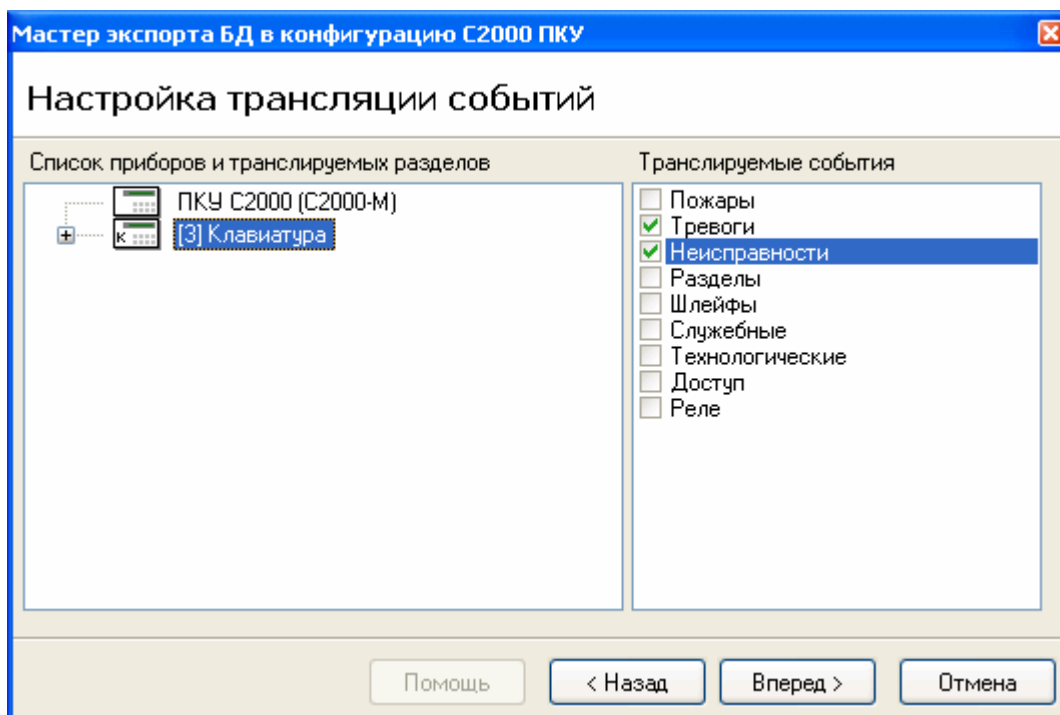 Мастер экспорта БД в конфигурацию С2000 ПКУ
Настройка трансляции событий
Список приборов и транслируемых разделов
ПКУ С2000 (С2000-М)
К [3] Клавиатура
Транслируемые события
Пожары
Тревоги
Неисправности
Разделы
Шлейфы
Служебные
Технологические
Доступ
Реле
Помощь
< Назад
Вперед >
Отмена